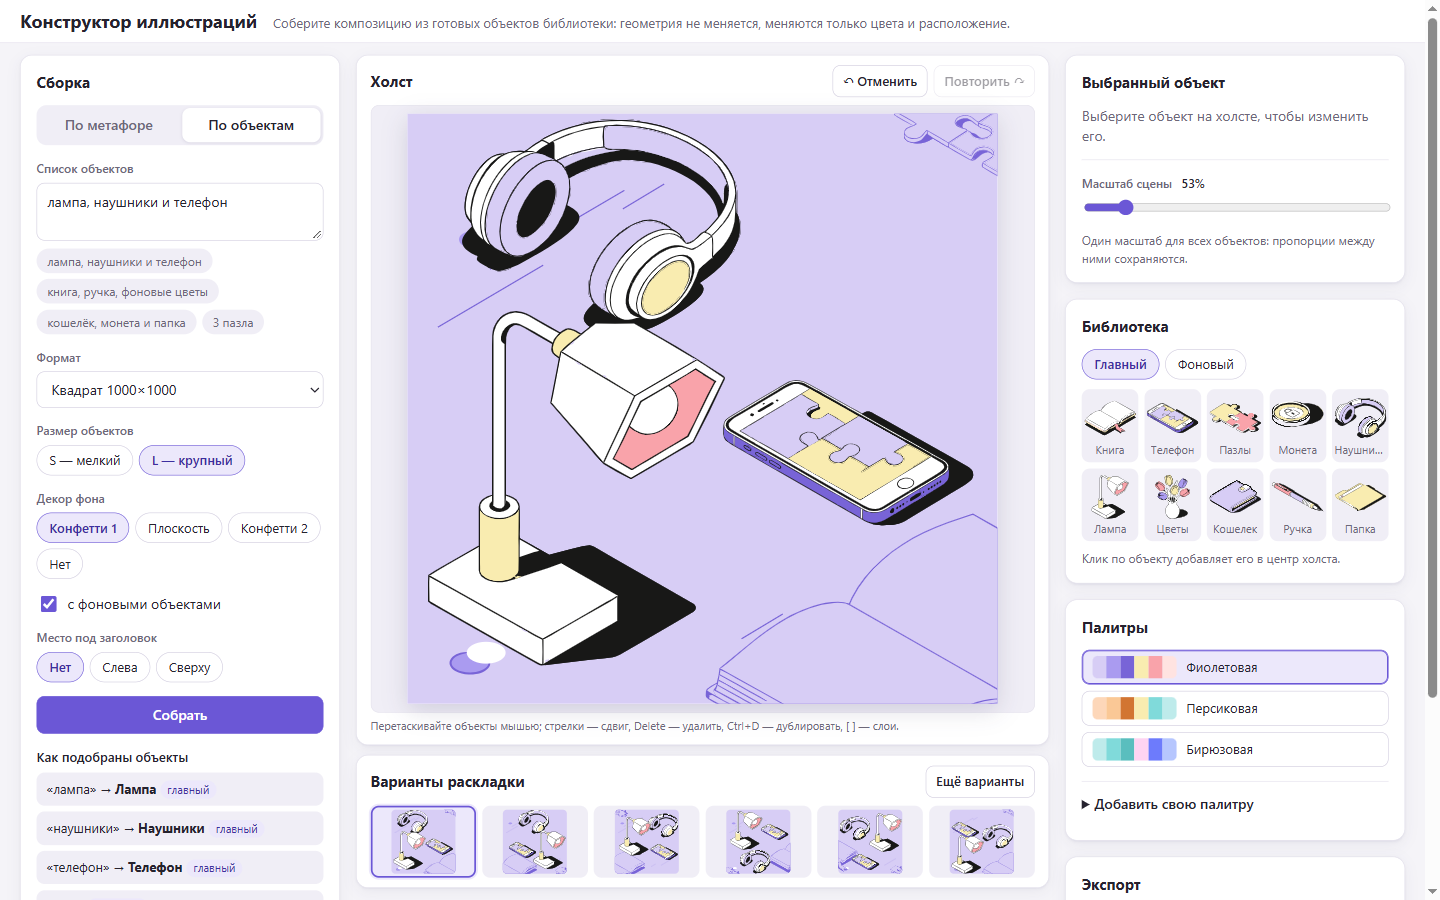 Конструктор иллюстраций
Соберите композицию из готовых объектов библиотеки: геометрия не меняется, меняются только цвета и расположение.
Сборка
По метафоре
По объектам
Список объектов
лампа, наушники и телефон
лампа, наушники и телефон
книга, ручка, фоновые цветы
кошелёк, монета и папка
3 пазла
Формат
Квадрат 1000×1000
Размер объектов
S — мелкий
L — крупный
Декор фона
Конфетти 1
Плоскость
Конфетти 2
Нет
с фоновыми объектами
Место под заголовок
Нет
Слева
Сверху
Собрать
Как подобраны объекты
«лампа» → Лампа главный
«наушники» → Наушники главный
«телефон» → Телефон главный
Холст
↶ Отменить
Повторить ↷
Перетаскивайте объекты мышью; стрелки — сдвиг, Delete — удалить, Ctrl+D — дублировать, [ ] — слои.
Варианты раскладки
Ещё варианты
Выбранный объект
Выберите объект на холсте, чтобы изменить
его.
Масштаб сцены 53%
Один масштаб для всех объектов: пропорции между
ними сохраняются.
Библиотека
Главный
Фоновый
Книга
Телефон
Пазлы
Монета
Наушни...
Лампа
Цветы
Кошелек
Ручка
Папка
Клик по объекту добавляет его в центр холста.
Палитры
Фиолетовая
Персиковая
Бирюзовая
▶ Добавить свою палитру
Экспорт